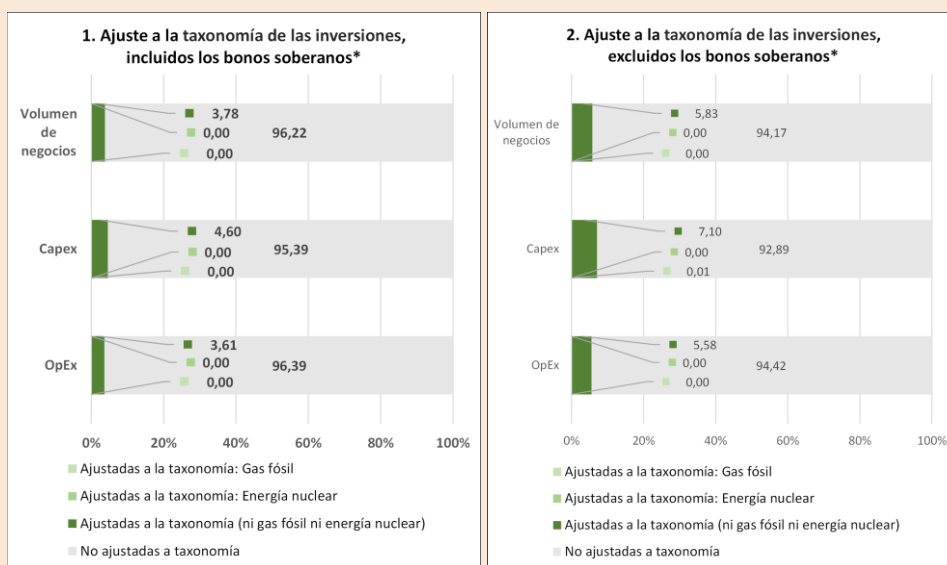 1. Ajuste a la taxonomía de las inversiones,
incluidos los bonos soberanos*
Volumen
de
negocios
3,78
0,00
96,22
0,00
Capex
4,60
0,00
95,39
0,00
OpEx
3,61
0,00
96,39
0,00
0% 20% 40% 60% 80% 100%
Ajustadas a la taxonomía: Gas fósil
Ajustadas a la taxonomía: Energía nuclear
Ajustadas a la taxonomía (ni gas fósil ni energía nuclear)
No ajustadas a taxonomía
2. Ajuste a la taxonomía de las inversiones,
excluidos los bonos soberanos*
Volumen de
negocios
5,83
0,00
94,17
0,00
Capex
7,10
0,00
92,89
0,01
OpEx
5,58
0,00
94,42
0,00
0% 20% 40% 60% 80% 100%
Ajustadas a la taxonomía: Gas fósil
Ajustadas a la taxonomía: Energía nuclear
Ajustadas a la taxonomía (ni gas fósil ni energía nuclear)
No ajustadas a taxonomía